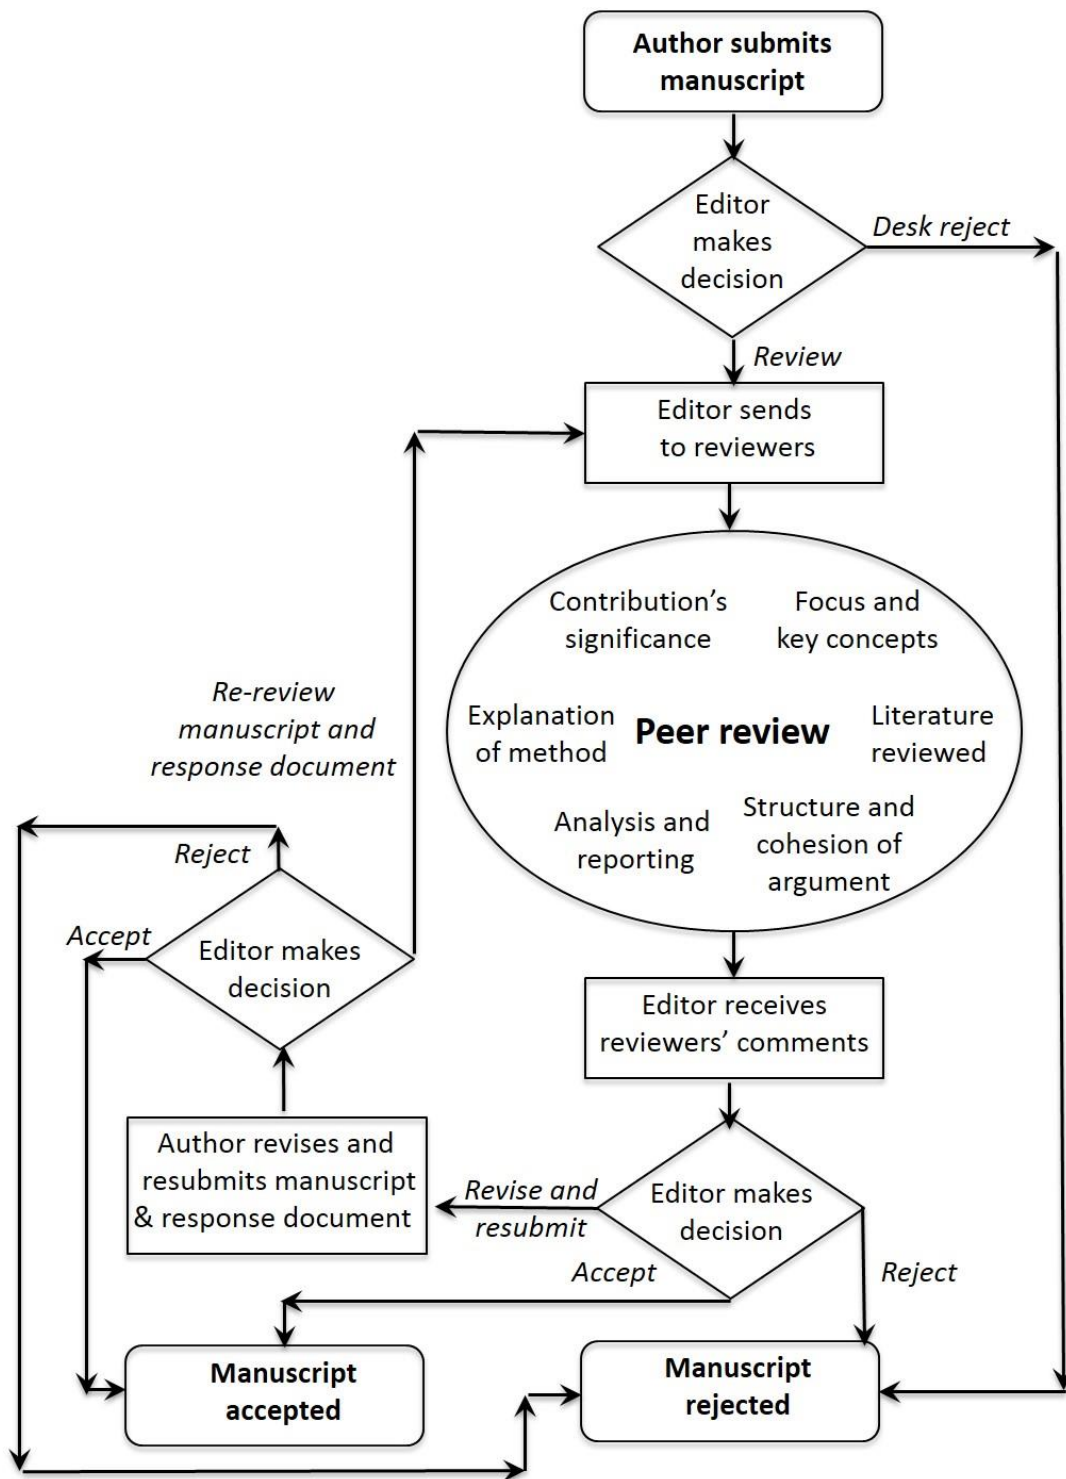 Author submits
manuscript
Editor
makes
decision
Desk reject
Review
Editor sends
to reviewers
Contribution’s
significance
Focus and
key concepts
Explanation
of method
Peer review
Literature
reviewed
Analysis and
reporting
Structure and
cohesion of
argument
Re-review
manuscript and
response document
Reject
Accept
Editor makes
decision
Editor receives
reviewers’ comments
Author revises and
resubmits manuscript
& response document
Revise and
resubmit
Editor makes
decision
Accept
Reject
Manuscript
accepted
Manuscript
rejected